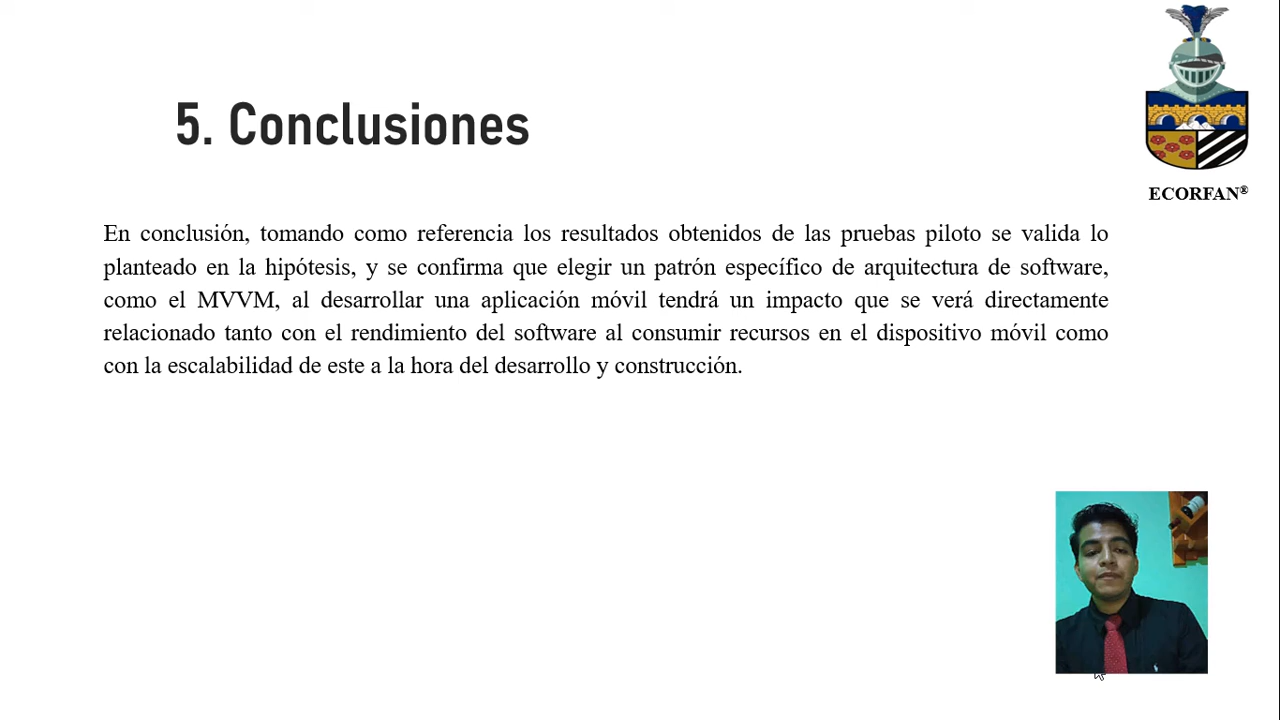 5. Conclusiones
ECORFAN®
En conclusión, tomando como referencia los resultados obtenidos de las pruebas piloto se valida lo
planteado en la hipótesis, y se confirma que elegir un patrón específico de arquitectura de software,
como el MVVM, al desarrollar una aplicación móvil tendrá un impacto que se verá directamente
relacionado tanto con el rendimiento del software al consumir recursos en el dispositivo móvil como
con la escalabilidad de este a la hora del desarrollo y construcción.